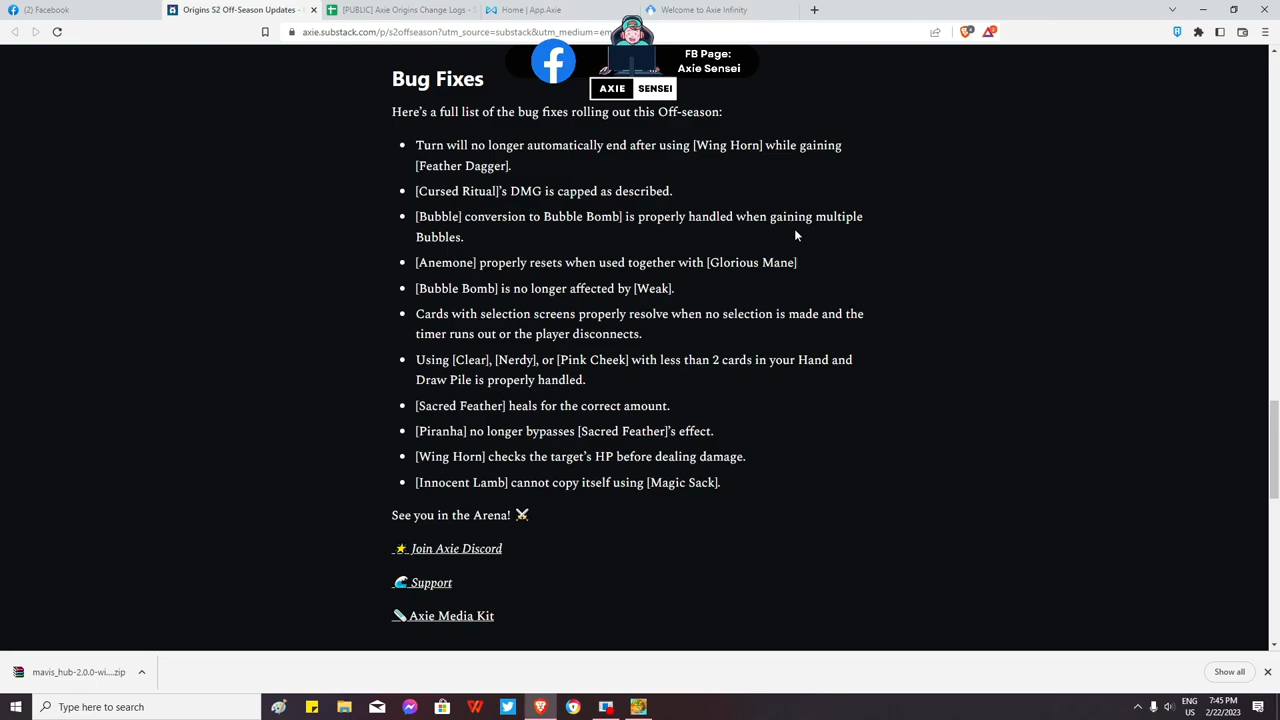 (2) Facebook
Origins S2 Off-Season Updates -
[PUBLIC] Axie Origins Change Logs - S
Home | App.Axie
Welcome to Axie Infinity
axie.substack.com/p/s2offseason?utm_source=substack&utm_medium=em
FB Page:
Axie Sensei
AXIE SENSEI
Bug Fixes
Here's a full list of the bug fixes rolling out this Off-season:
• Turn will no longer automatically end after using [Wing Horn] while gaining
[Feather Dagger].
• [Cursed Ritual]'s DMG is capped as described.
• [Bubble] conversion to Bubble Bomb] is properly handled when gaining multiple
Bubbles.
• [Anemone] properly resets when used together with [Glorious Mane]
• [Bubble Bomb] is no longer affected by [Weak].
• Cards with selection screens properly resolve when no selection is made and the
timer runs out or the player disconnects.
• Using [Clear], [Nerdy], or [Pink Cheek] with less than 2 cards in your Hand and
Draw Pile is properly handled.
• [Sacred Feather] heals for the correct amount.
• [Piranha] no longer bypasses [Sacred Feather]'s effect.
• [Wing Horn] checks the target's HP before dealing damage.
• [Innocent Lamb] cannot copy itself using [Magic Sack].
See you in the Arena! ⚔️
Join Axie Discord
Support
Axie Media Kit
mavis_hub-2.0.0-wi....zip
Show all
Type here to search
ENG
US
7:45 PM
2/22/2023